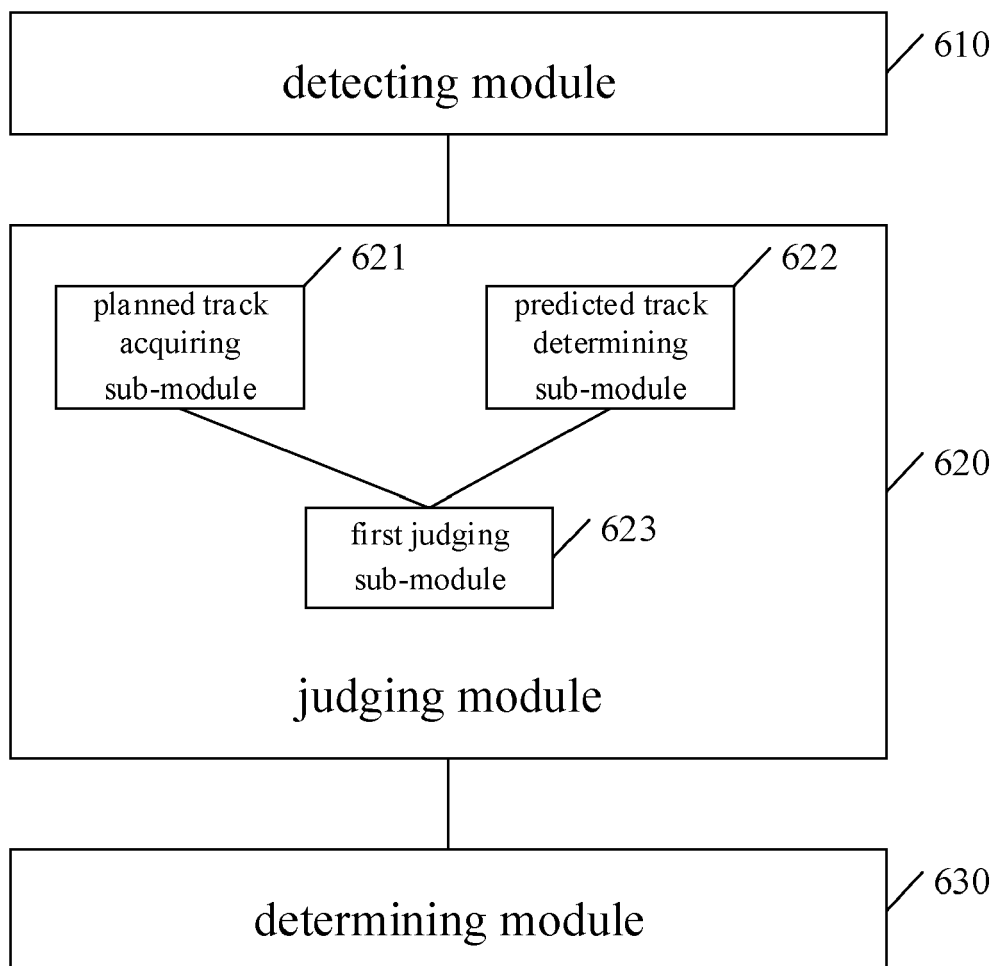 610
detecting module
621
622
planned track
acquiring
sub-module
predicted track
determining
sub-module
620
623
first judging
sub-module
judging module
630
determining module